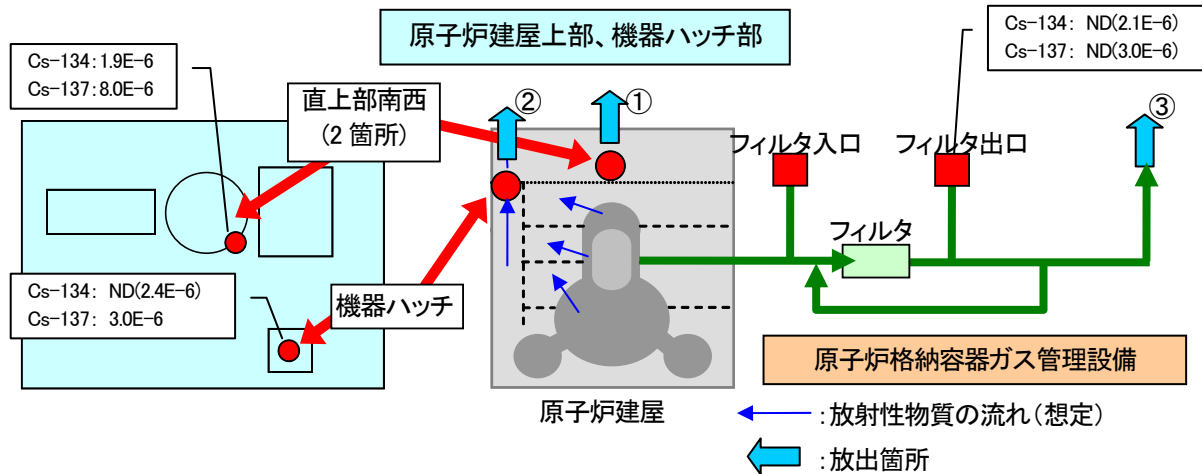 原子炉建屋上部、機器ハッチ部
Cs-134:1.9E-6
Cs-137:8.0E-6
Cs-134: ND(2.1E-6)
Cs-137: ND(3.0E-6)
直上部南西
(2 箇所)
②
①
③
フィルタ入口
フィルタ出口
フィルタ
Cs-134: ND(2.4E-6)
Cs-137: 3.0E-6
機器ハッチ
原子炉格納容器ガス管理設備
原子炉建屋
:放射性物質の流れ(想定)
:放出箇所